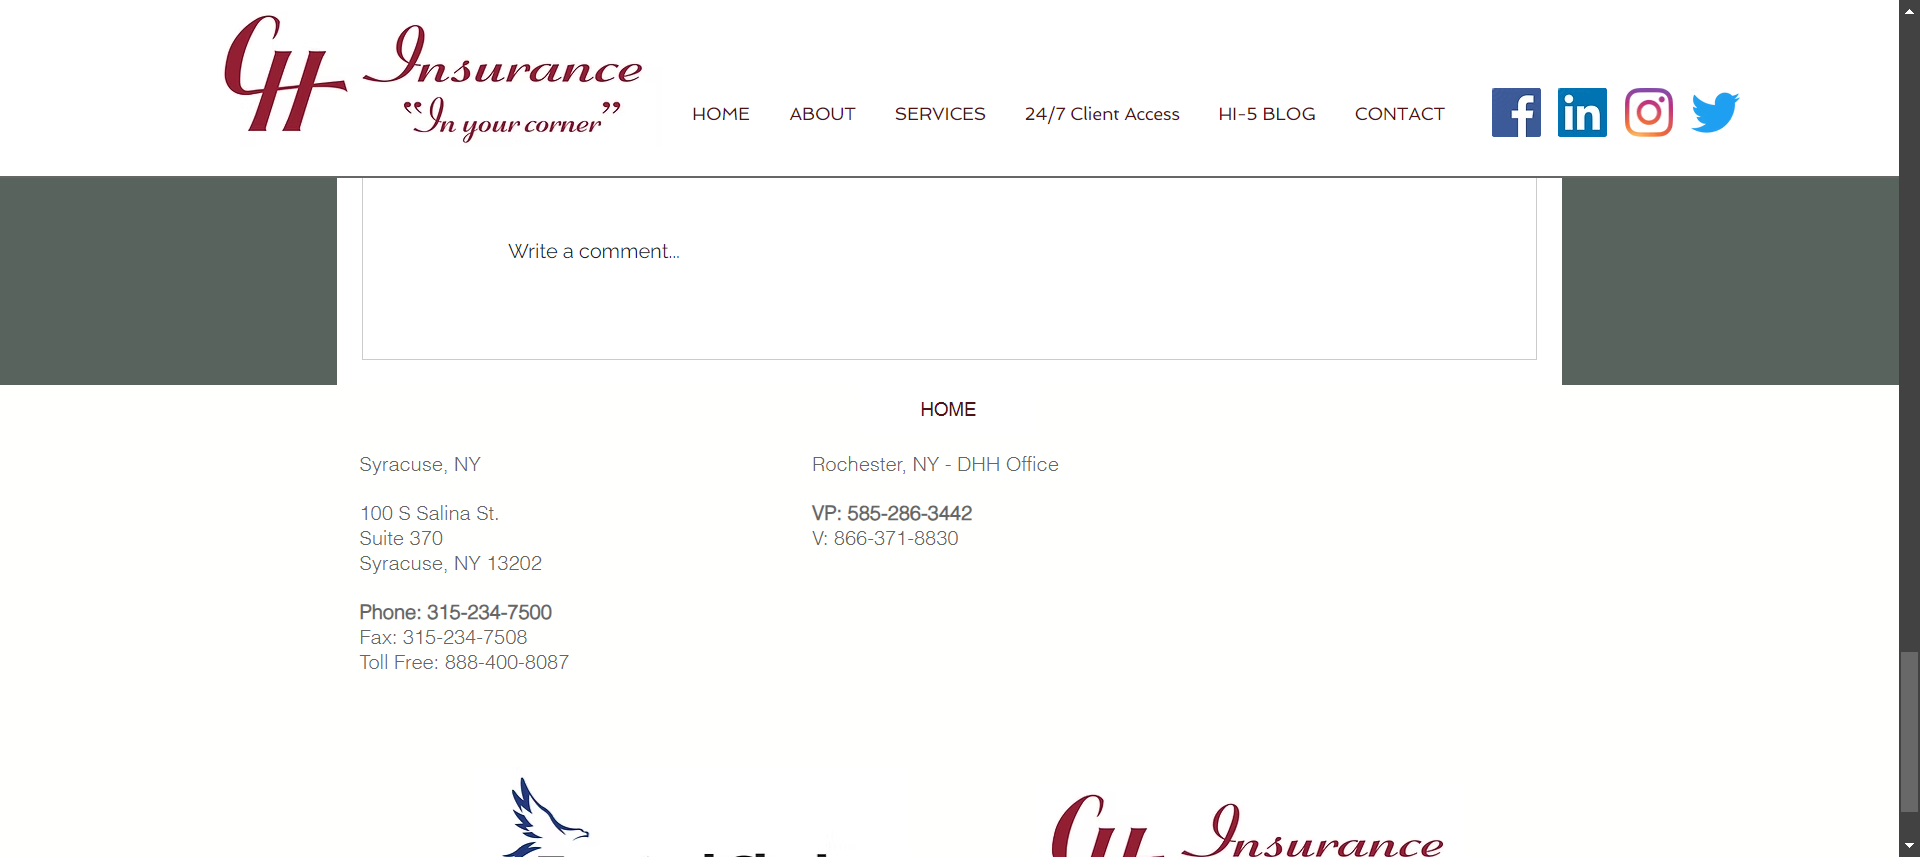 CH Insurance
“In your corner”
HOME ABOUT SERVICES 24/7 Client Access HI-5 BLOG CONTACT
Write a comment...
HOME
Syracuse, NY
100 S Salina St.
Suite 370
Syracuse, NY 13202
Phone: 315-234-7500
Fax: 315-234-7508
Toll Free: 888-400-8087
Rochester, NY - DHH Office
VP: 585-286-3442
V: 866-371-8830
CH Insurance